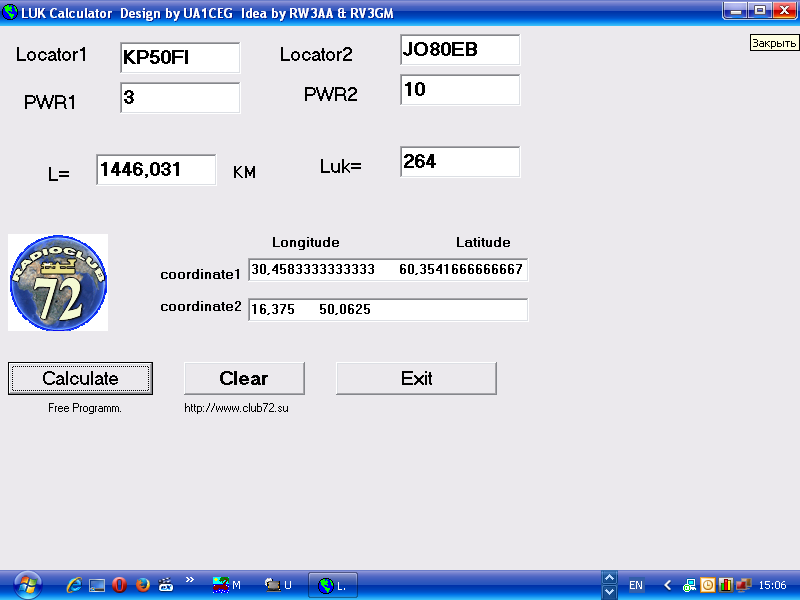 LUK Calculator Design by UA1CEG Idea by RW3AA & RV3GM
Закрыть
Locator1 KP50FI Locator2 JO80EB
PWR1 3 PWR2 10
L= 1446,031 KM Luk= 264
Longitude Latitude
coordinate1 30,4583333333333 60,3541666666667
coordinate2 16,375 50,0625
RADIOCLUB
72
Calculate Clear Exit
Free Programm. http://www.club72.su
M U L. EN 15:06